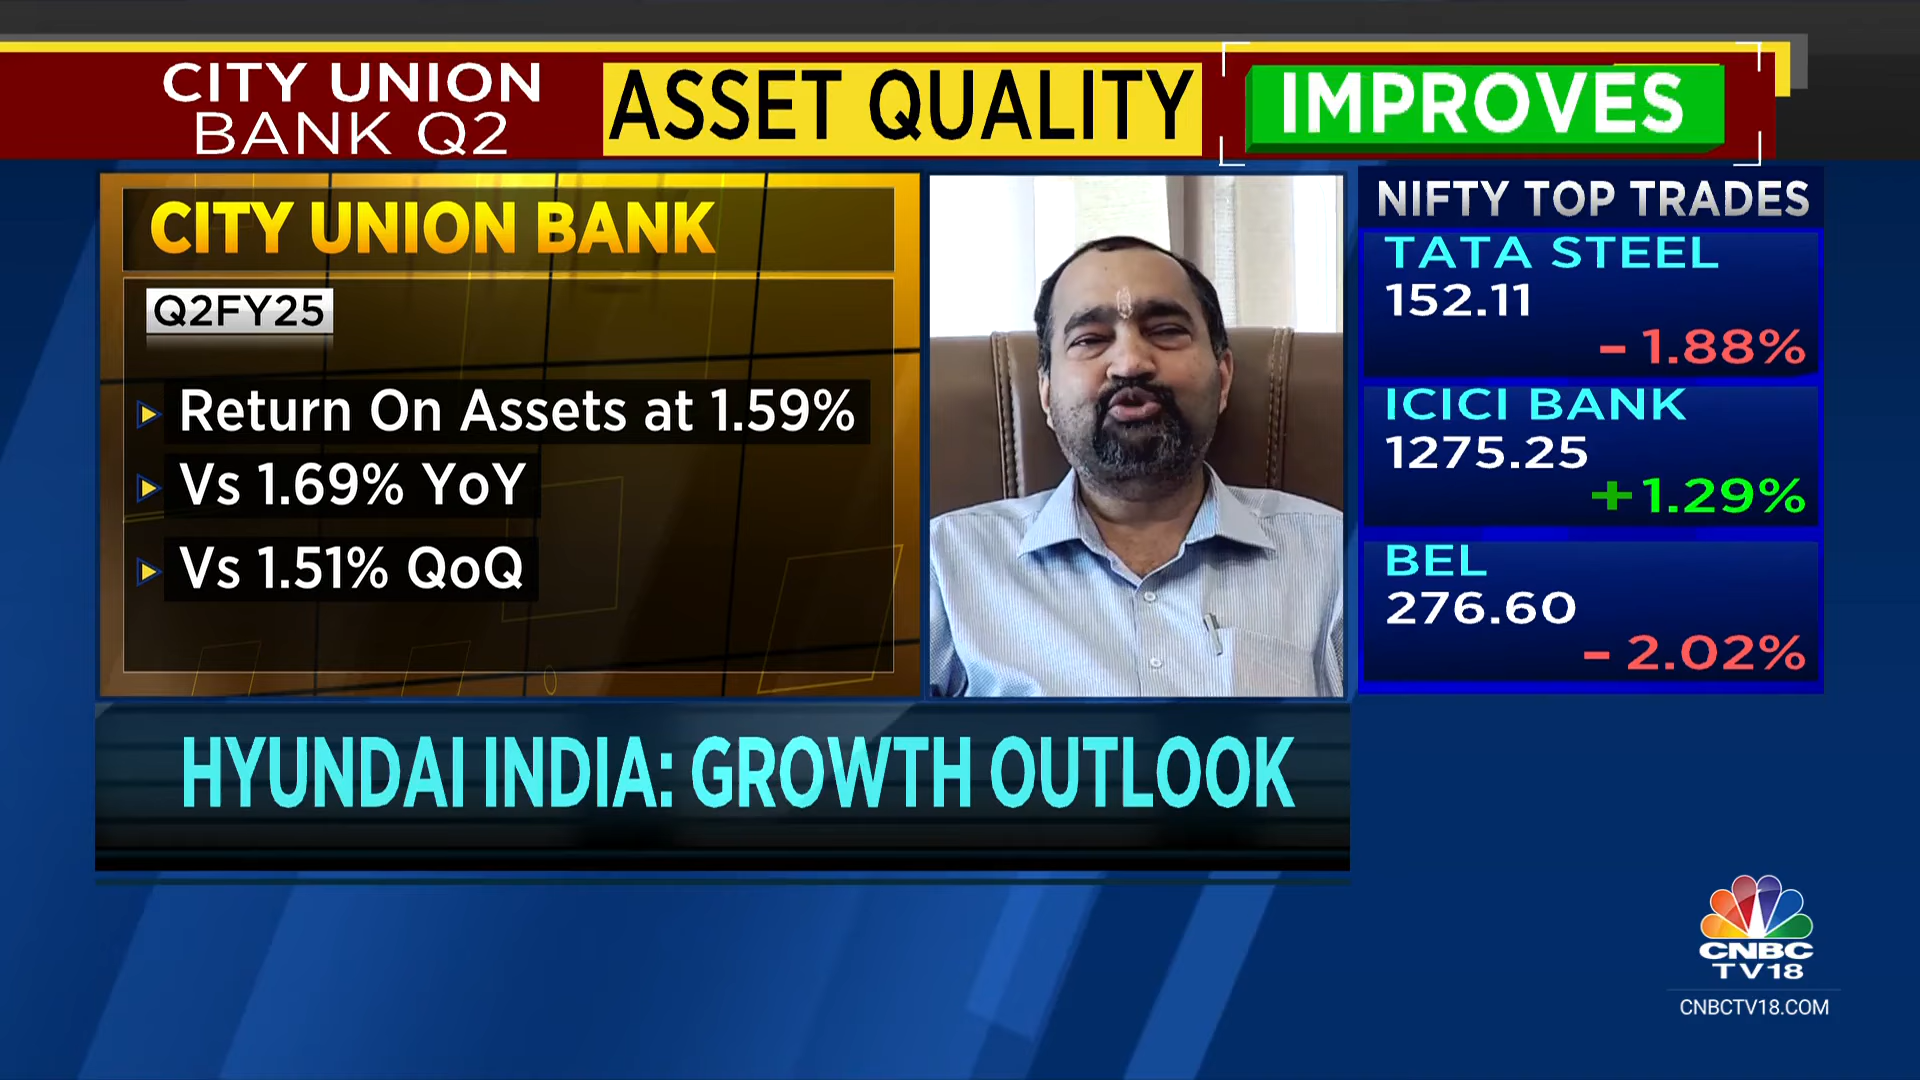 CITY UNION
BANK Q2
ASSET QUALITY
IMPROVES
CITY UNION BANK
Q2FY25
Return On Assets at 1.59%
Vs 1.69% YoY
Vs 1.51% QoQ
NIFTY TOP TRADES
TATA STEEL
152.11
- 1.88%
ICICI BANK
1275.25
+1.29%
BEL
276.60
- 2.02%
HYUNDAI INDIA: GROWTH OUTLOOK
CNBC
TV18
CNBCTV18.COM